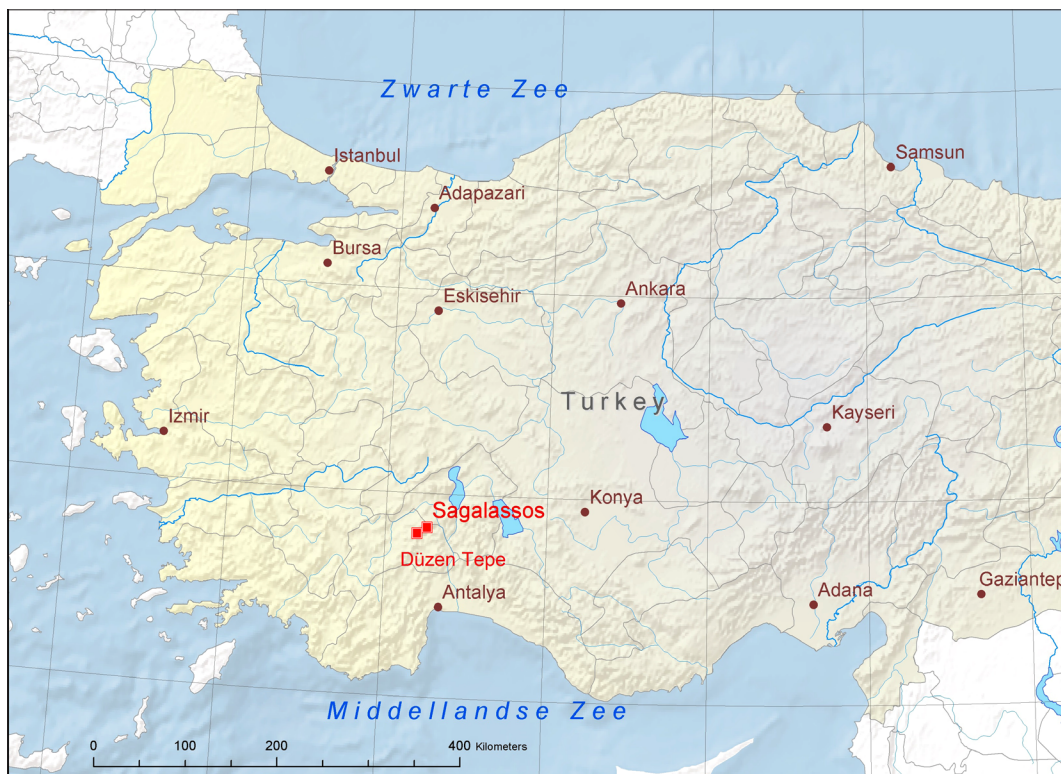 Zwarte Zee
Istanbul
Samsun
Adapazari
Bursa
Eskisehir
Ankara
Turkey
Izmir
Kayseri
Konya
Sagalassos
Düzen Tepe
Antalya
Adana
Gaziantep
Middellandse Zee
0 100 200 400 Kilometers